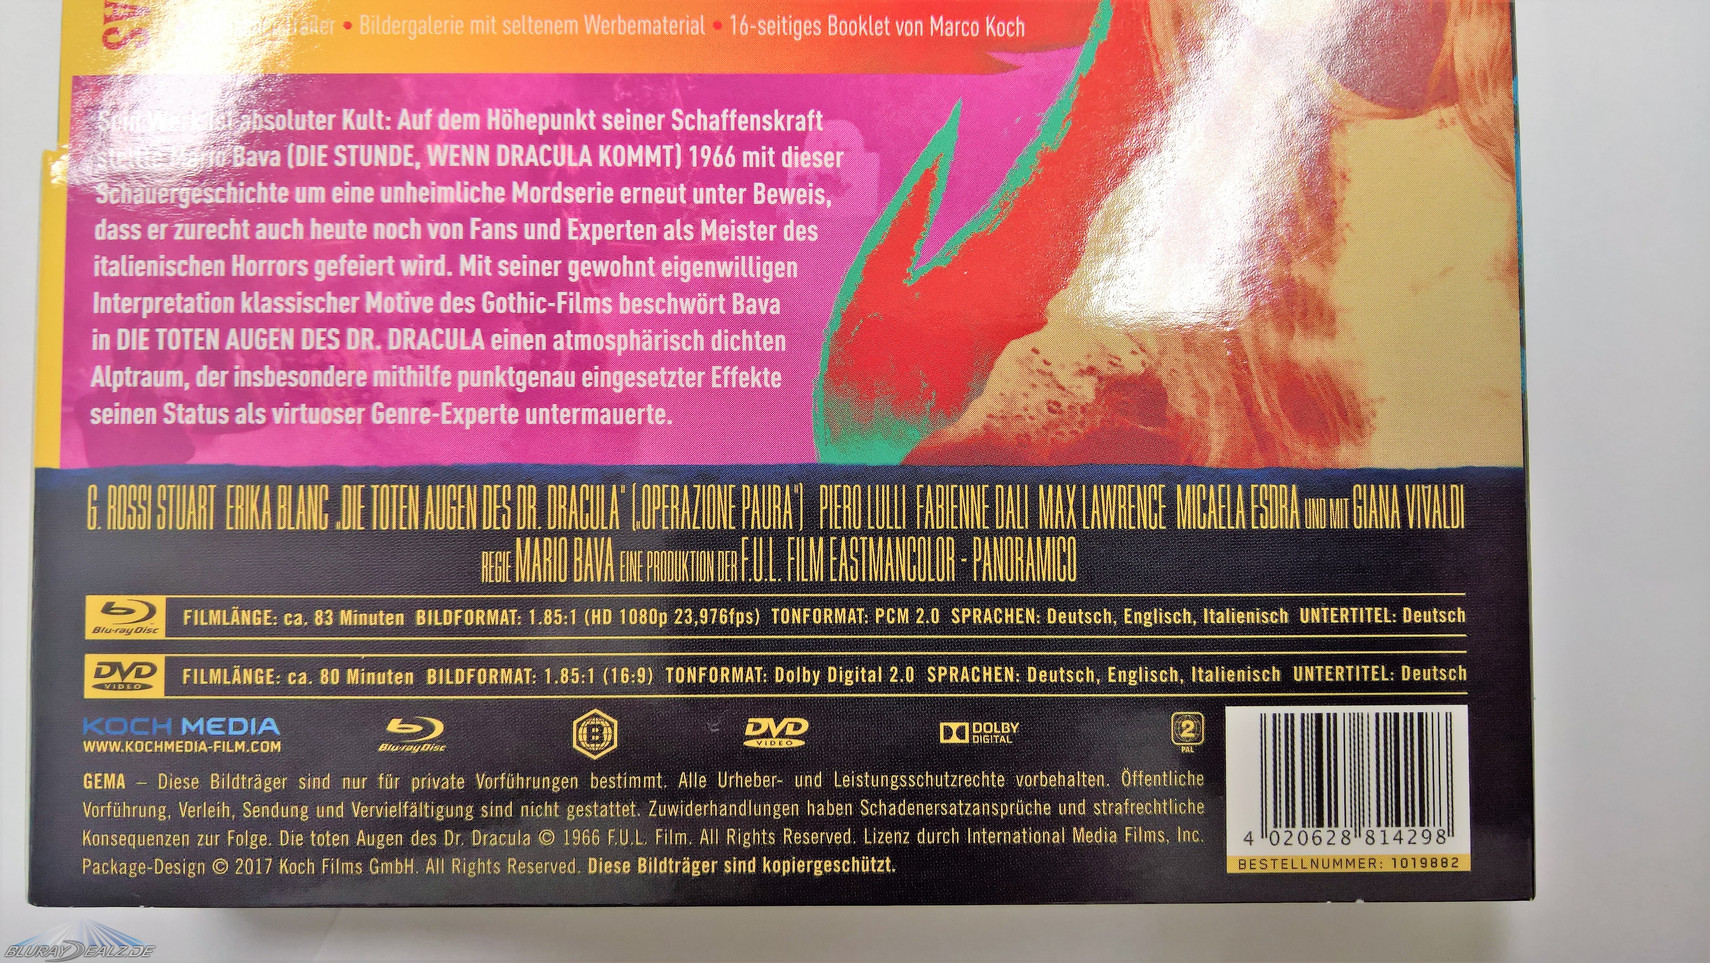 Bildergalerie mit seltenem Werbematerial • 16-seitiges Booklet von Marco Koch
Sein Werk ist absoluter Kult: Auf dem Höhepunkt seiner Schaffenskraft
stellte Mario Bava (DIE STUNDE, WENN DRACULA KOMMT) 1966 mit dieser
Schauergeschichte um eine unheimliche Mordserie erneut unter Beweis,
dass er zurecht auch heute noch von Fans und Experten als Meister des
italienischen Horrors gefeiert wird. Mit seiner gewohnt eigenwilligen
Interpretation klassischer Motive des Gothic-Films beschwört Bava
in DIE TOTEN AUGEN DES DR. DRACULA einen atmosphärisch dichten
Alptraum, der insbesondere mithilfe punktgenau eingesetzter Effekte
seinen Status als virtuoser Genre-Experte untermauerte.
G. ROSSI STUART ERIKA BLANC „DIE TOTEN AUGEN DES DR. DRACULA" („OPERAZIONE PAURA") PIERO LULLI FABIENNE DALI MAX LAWRENCE MICAELA ESDRA UND MIT GIANA VIVALDI
REGIE MARIO BAVA EINE PRODUKTION DER F.U.L. FILM EASTMANCOLOR - PANORAMICO
Blu-ray Disc FILMLÄNGE: ca. 83 Minuten BILDFORMAT: 1.85:1 (HD 1080p 23,976fps) TONFORMAT: PCM 2.0 SPRACHEN: Deutsch, Englisch, Italienisch UNTERTITEL: Deutsch
DVD VIDEO FILMLÄNGE: ca. 80 Minuten BILDFORMAT: 1.85:1 (16:9) TONFORMAT: Dolby Digital 2.0 SPRACHEN: Deutsch, Englisch, Italienisch UNTERTITEL: Deutsch
KOCH MEDIA
WWW.KOCHMEDIA-FILM.COM
Blu-ray Disc
B
DVD VIDEO
DOLBY DIGITAL
2 PAL
GEMA – Diese Bildträger sind nur für private Vorführungen bestimmt. Alle Urheber- und Leistungsschutzrechte vorbehalten. Öffentliche
Vorführung, Verleih, Sendung und Vervielfältigung sind nicht gestattet. Zuwiderhandlungen haben Schadenersatzansprüche und strafrechtliche
Konsequenzen zur Folge. Die toten Augen des Dr. Dracula © 1966 F.U.L. Film. All Rights Reserved. Lizenz durch International Media Films, Inc.
Package-Design © 2017 Koch Films GmbH. All Rights Reserved. Diese Bildträger sind kopiergeschützt.
4 020628 814298
BESTELLNUMMER: 1019882
BLURAYDEALZ.DE